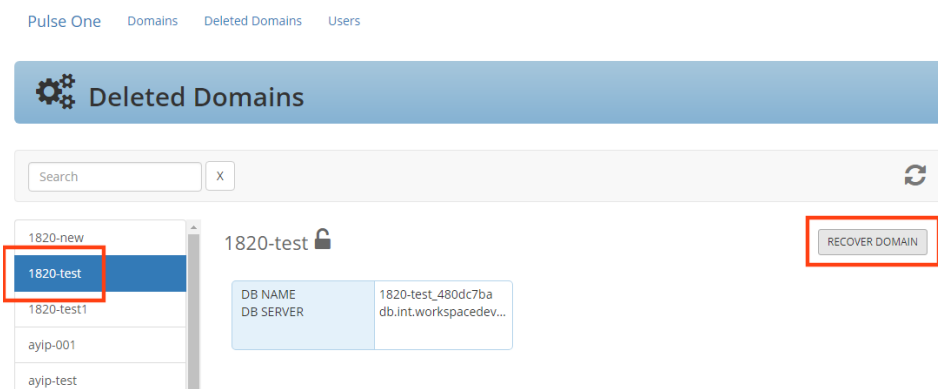 Pulse One Domains Deleted Domains Users
Deleted Domains
Search X
1820-new
1820-test
1820-test1
ayip-001
ayip-test
1820-test
RECOVER DOMAIN
DB NAME 1820-test_480dc7ba
DB SERVER db.int.workspacedev...